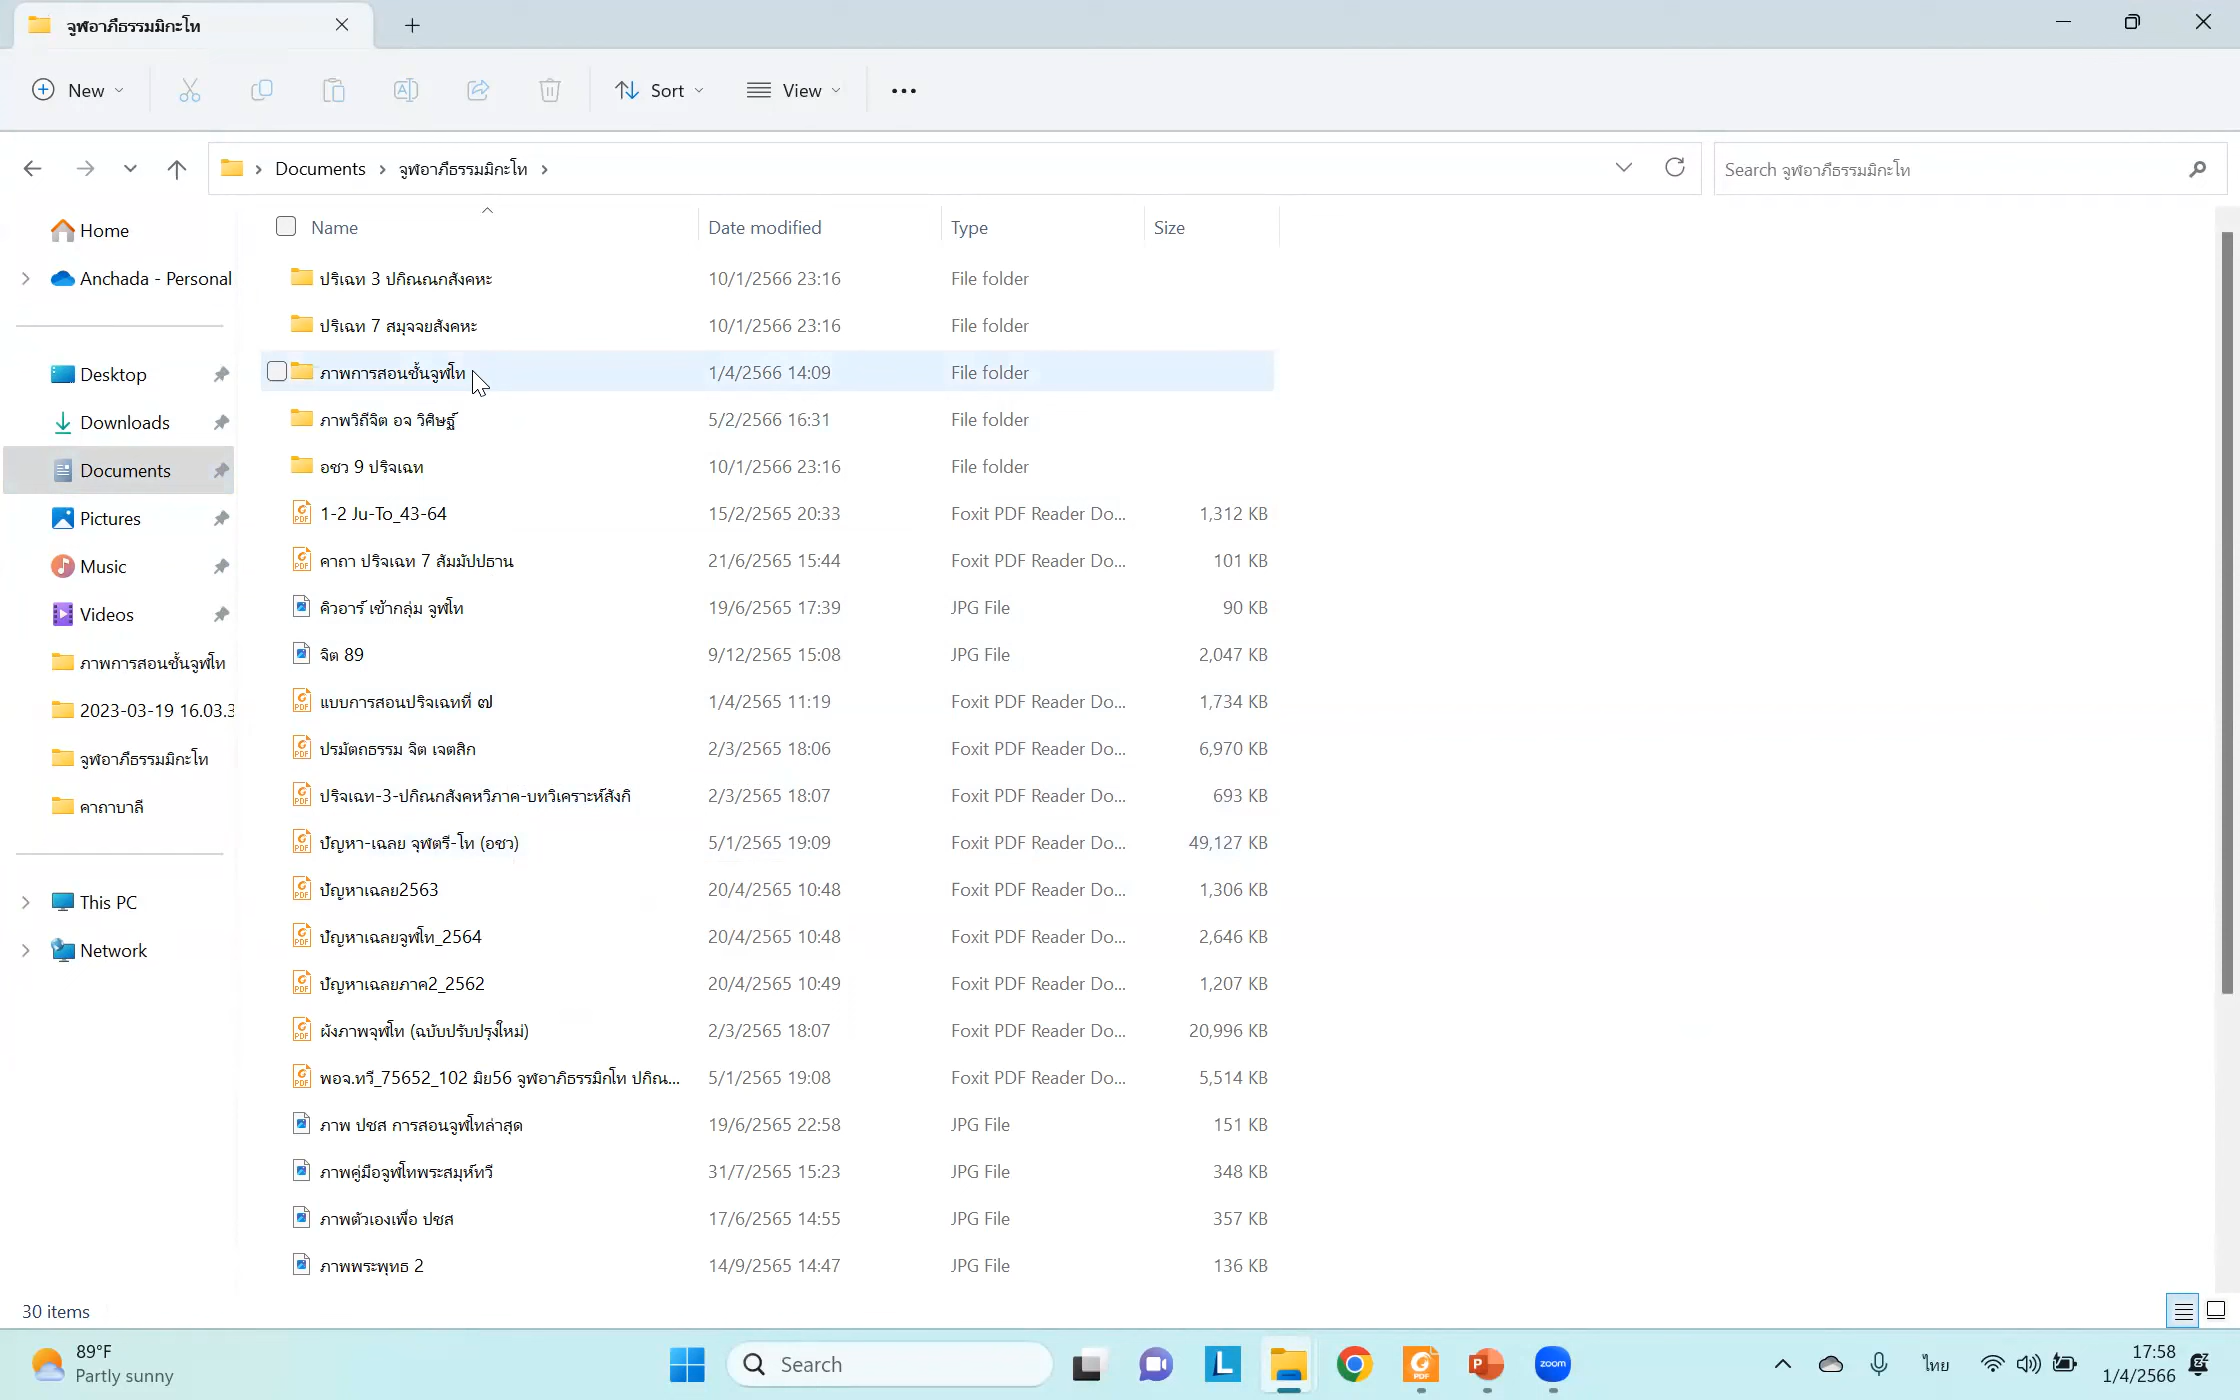 จูฬอาภีธรรมมิกะโท
New
Sort
View
Documents
จูฬอาภีธรรมมิกะโท
Search จูฬอาภีธรรมมิกะโท
Home
Anchada - Personal
Desktop
Downloads
Documents
Pictures
Music
Videos
ภาพการสอนชั้นจูฬโท
2023-03-19 16.03.3
จูฬอาภีธรรมมิกะโท
คาถาบาลี
This PC
Network
Name Date modified Type Size
ปริเฉท 3 ปกิณณกสังคหะ 10/1/2566 23:16 File folder
ปริเฉท 7 สมุจจยสังคหะ 10/1/2566 23:16 File folder
ภาพการสอนชั้นจูฬโท 1/4/2566 14:09 File folder
ภาพวิถีจิต อจ วิศิษฐ์ 5/2/2566 16:31 File folder
อชว 9 ปริจเฉท 10/1/2566 23:16 File folder
1-2 Ju-To_43-64 15/2/2565 20:33 Foxit PDF Reader Do... 1,312 KB
คาถา ปริจเฉท 7 สัมมัปปธาน 21/6/2565 15:44 Foxit PDF Reader Do... 101 KB
คิวอาร์ เข้ากลุ่ม จูฬโท 19/6/2565 17:39 JPG File 90 KB
จิต 89 9/12/2565 15:08 JPG File 2,047 KB
แบบการสอนปริจเฉทที่ ๗ 1/4/2565 11:19 Foxit PDF Reader Do... 1,734 KB
ปรมัตถธรรม จิต เจตสิก 2/3/2565 18:06 Foxit PDF Reader Do... 6,970 KB
ปริจเฉท-3-ปกิณกสังคหวิภาค-บทวิเคราะห์สังกิ 2/3/2565 18:07 Foxit PDF Reader Do... 693 KB
ปัญหา-เฉลย จุฬตรี-โท (อชว) 5/1/2565 19:09 Foxit PDF Reader Do... 49,127 KB
ปัญหาเฉลย2563 20/4/2565 10:48 Foxit PDF Reader Do... 1,306 KB
ปัญหาเฉลยจูฬโท_2564 20/4/2565 10:48 Foxit PDF Reader Do... 2,646 KB
ปัญหาเฉลยภาค2_2562 20/4/2565 10:49 Foxit PDF Reader Do... 1,207 KB
ผังภาพจุฬโท (ฉบับปรับปรุงใหม่) 2/3/2565 18:07 Foxit PDF Reader Do... 20,996 KB
พอจ.ทวี_75652_102 มิย56 จูฬอาภิธรรมิกโท ปกิณ... 5/1/2565 19:08 Foxit PDF Reader Do... 5,514 KB
ภาพ ปชส การสอนจูฬโทล่าสุด 19/6/2565 22:58 JPG File 151 KB
ภาพคู่มือจูฬโทพระสมุห์ทวี 31/7/2565 15:23 JPG File 348 KB
ภาพตัวเองเพื่อ ปชส 17/6/2565 14:55 JPG File 357 KB
ภาพพระพุทธ 2 14/9/2565 14:47 JPG File 136 KB
30 items
89°F
Partly sunny
Search
zoom
ไทย
17:58
1/4/2566